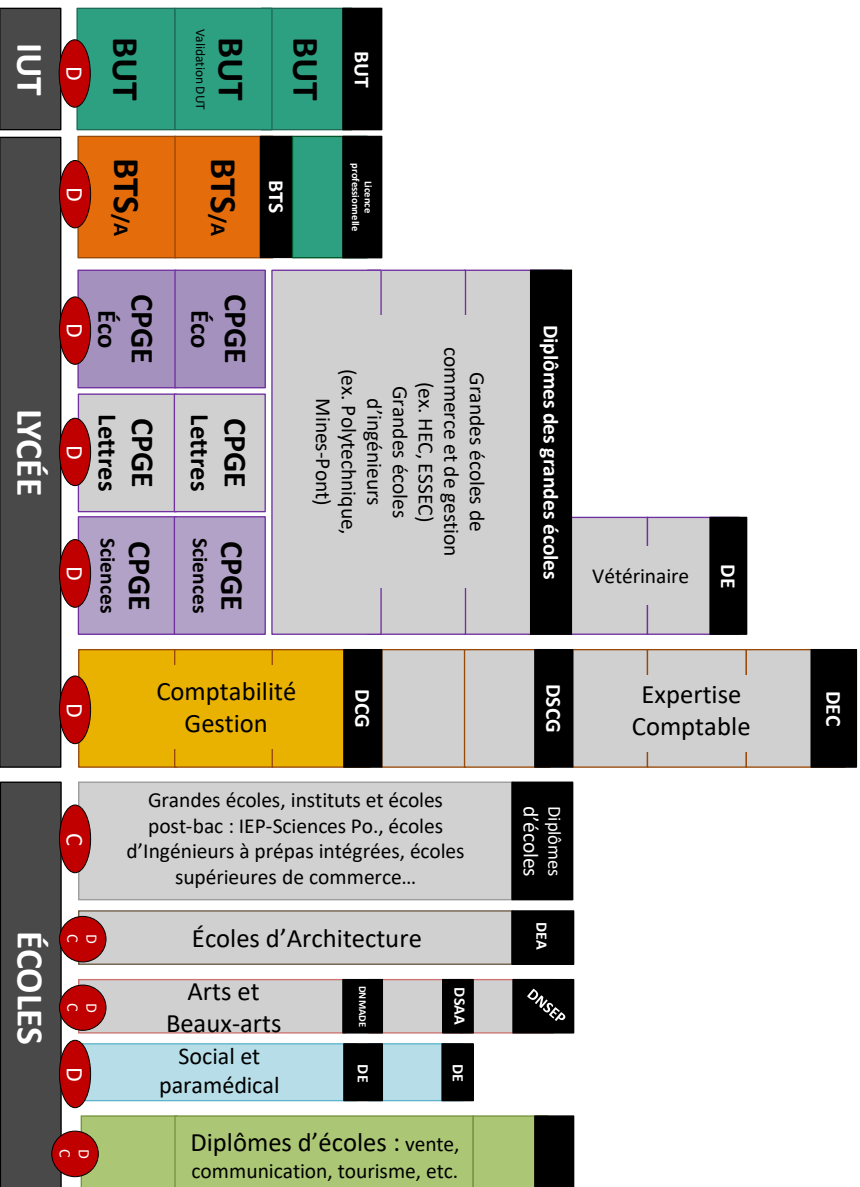 IUT
D
BUT
BUT
Validation DUT
BUT
BUT
LYCÉE
D
BTS/A
BTS/A
BTS
Licence
professionnelle
D
CPGE
Éco
CPGE
Éco
D
CPGE
Lettres
CPGE
Lettres
D
CPGE
Sciences
CPGE
Sciences
Grandes écoles de
commerce et de gestion
(ex. HEC, ESSEC)
Grandes écoles
d’ingénieurs
(ex. Polytechnique,
Mines-Pont)
Diplômes des grandes écoles
Vétérinaire
DE
D
Comptabilité
Gestion
DCG
DSCG
Expertise
Comptable
DEC
ÉCOLES
C
Grandes écoles, instituts et écoles
post-bac : IEP-Sciences Po., écoles
d’Ingénieurs à prépas intégrées, écoles
supérieures de commerce…
Diplômes
d’écoles
D
C
Écoles d’Architecture
DEA
D
C
Arts et
Beaux-arts
DNMADE
DSAA
DNSEP
D
Social et
paramédical
DE
DE
D
C
Diplômes d’écoles : vente,
communication, tourisme, etc.